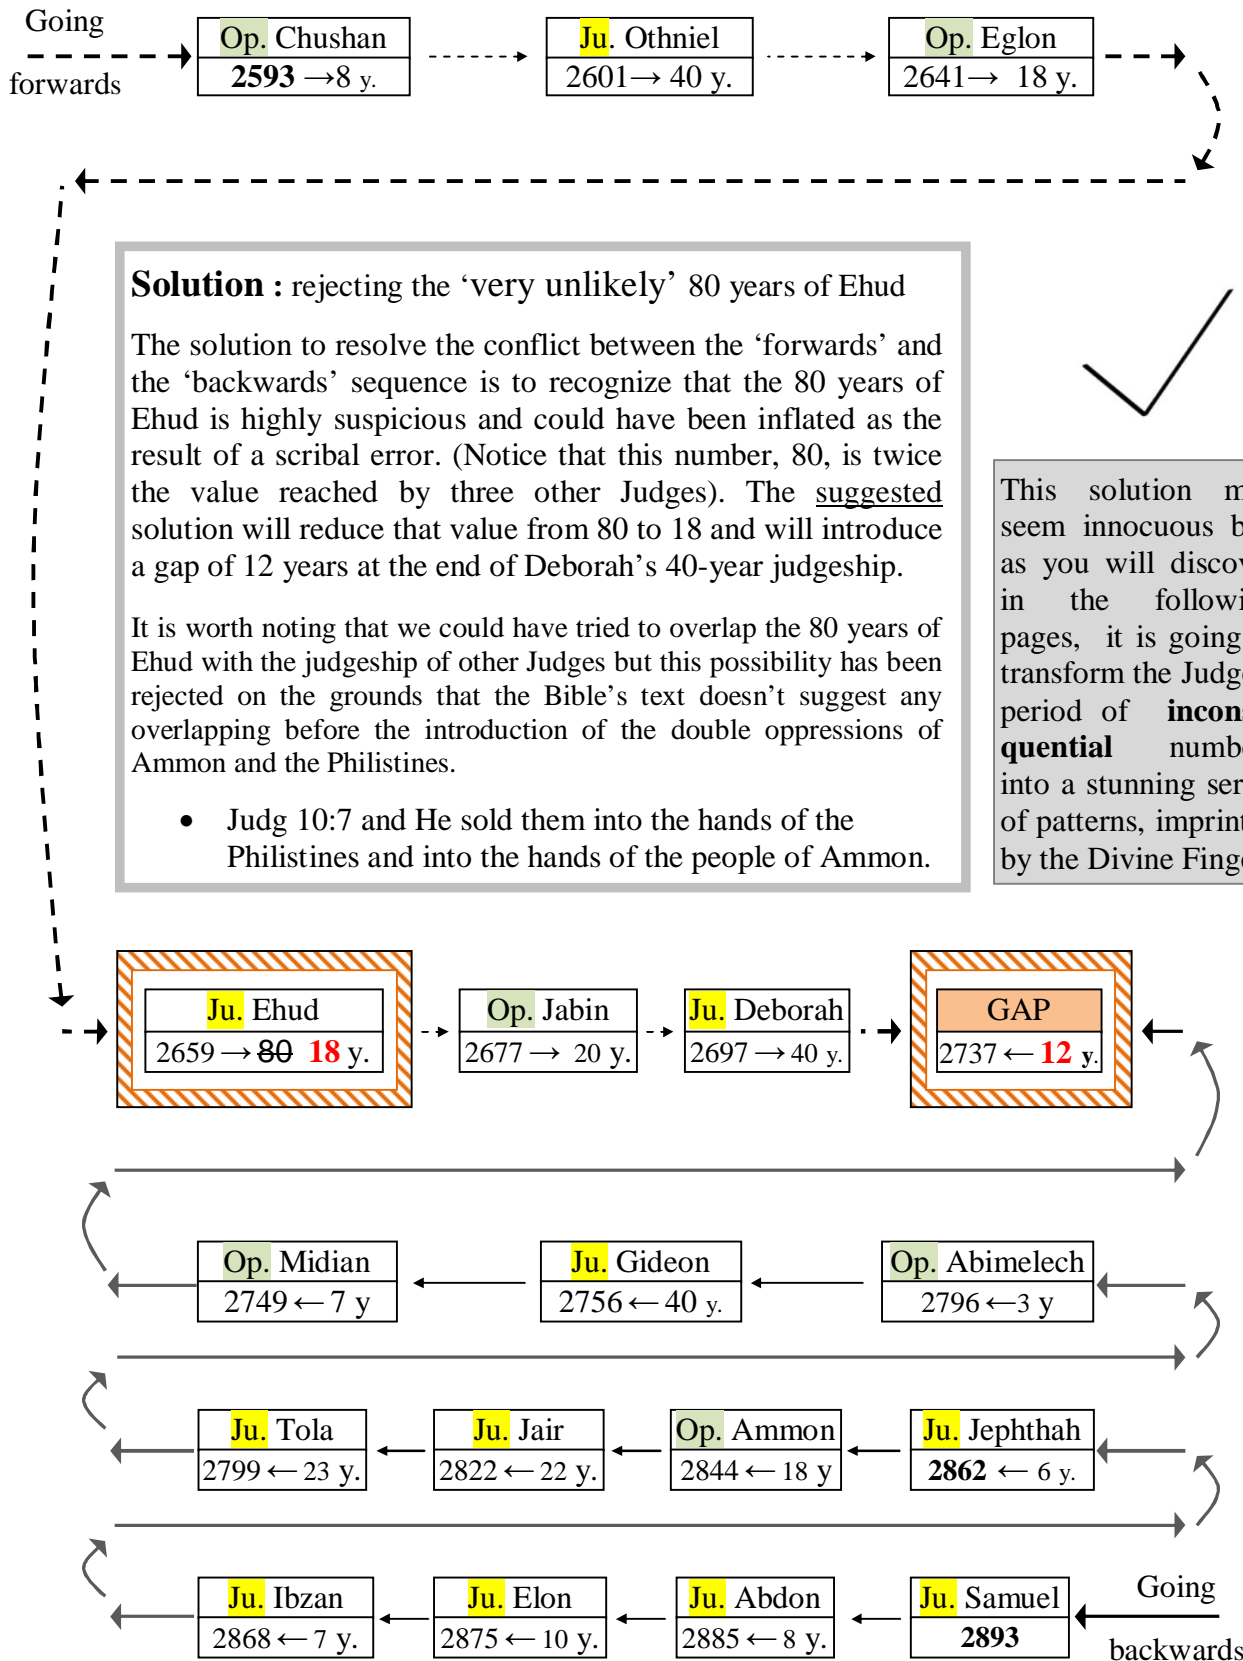 Going
forwards
Op. Chushan
2593 →8 y.
Ju. Othniel
2601→ 40 y.
Op. Eglon
2641→ 18 y.
Solution : rejecting the ‘very unlikely’ 80 years of Ehud
The solution to resolve the conflict between the ‘forwards’ and
the ‘backwards’ sequence is to recognize that the 80 years of
Ehud is highly suspicious and could have been inflated as the
result of a scribal error. (Notice that this number, 80, is twice
the value reached by three other Judges). The suggested
solution will reduce that value from 80 to 18 and will introduce
a gap of 12 years at the end of Deborah’s 40-year judgeship.
It is worth noting that we could have tried to overlap the 80 years of
Ehud with the judgeship of other Judges but this possibility has been
rejected on the grounds that the Bible’s text doesn’t suggest any
overlapping before the introduction of the double oppressions of
Ammon and the Philistines.
• Judg 10:7 and He sold them into the hands of the
Philistines and into the hands of the people of Ammon.
This solution m
seem innocuous b
as you will discov
in the followi
pages, it is going
transform the Judg
period of incons
quential numb
into a stunning ser
of patterns, imprint
by the Divine Fing
Ju. Ehud
2659 → 80 18 y.
Op. Jabin
2677 → 20 y.
Ju. Deborah
2697 → 40 y.
GAP
2737 ← 12 y.
Op. Midian
2749 ← 7 y
Ju. Gideon
2756 ← 40 y.
Op. Abimelech
2796 ←3 y
Ju. Tola
2799 ← 23 y.
Ju. Jair
2822 ← 22 y.
Op. Ammon
2844 ← 18 y
Ju. Jephthah
2862 ← 6 y.
Ju. Ibzan
2868 ← 7 y.
Ju. Elon
2875 ← 10 y.
Ju. Abdon
2885 ← 8 y.
Ju. Samuel
2893
Going
backwards